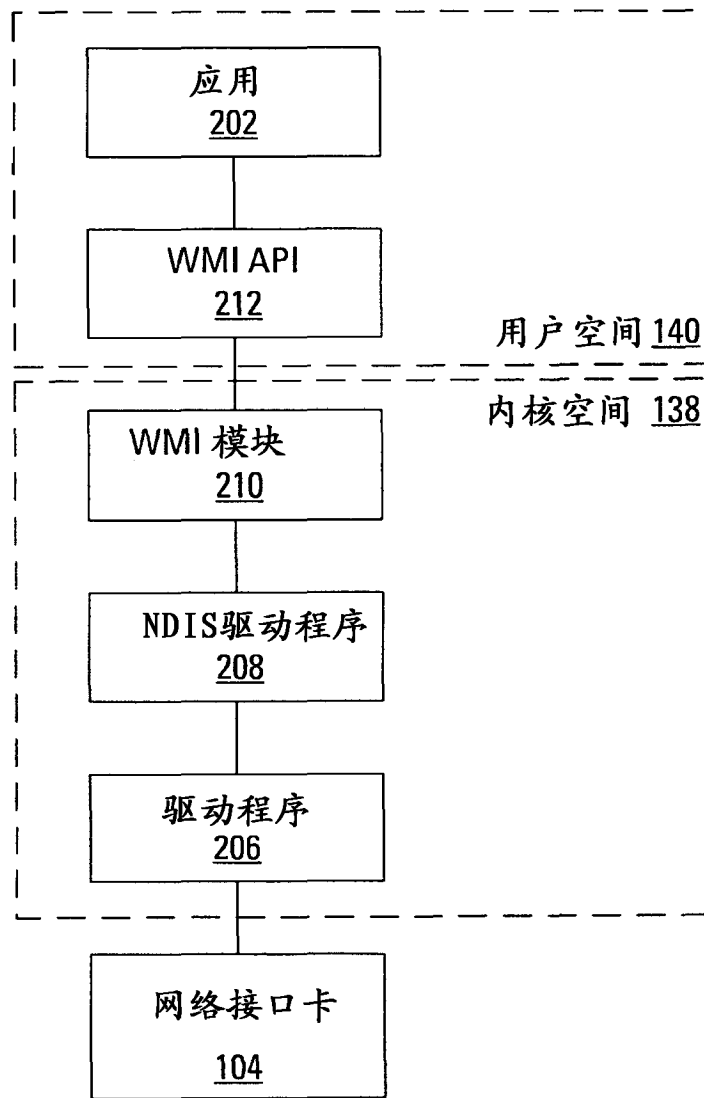 应用
202
WMI API
212
用户空间 140
内核空间 138
WMI 模块
210
NDIS驱动程序
208
驱动程序
206
网络接口卡
104